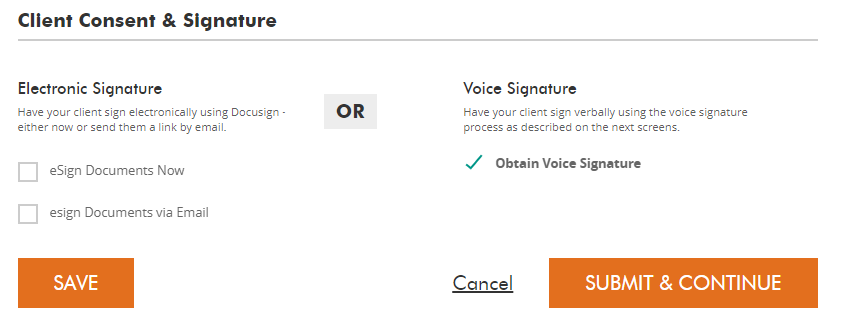 Client Consent & Signature
Electronic Signature
Have your client sign electronically using Docusign -
either now or send them a link by email.
eSign Documents Now
esign Documents via Email
OR
Voice Signature
Have your client sign verbally using the voice signature
process as described on the next screens.
Obtain Voice Signature
SAVE
Cancel
SUBMIT & CONTINUE